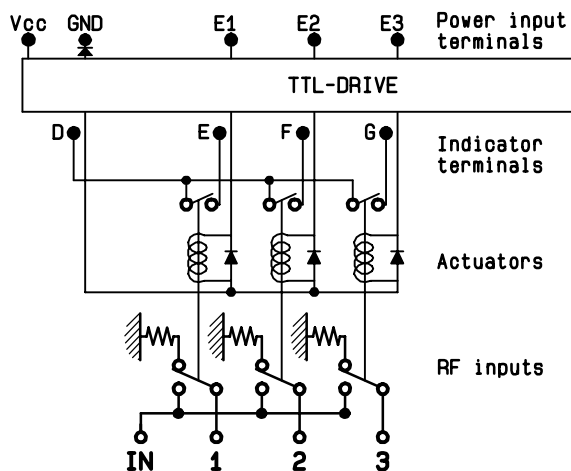 Vcc GND E1 E2 E3 Power input
terminals
TTL-DRIVE
D E F G Indicator
terminals
Actuators
RF inputs
IN 1 2 3